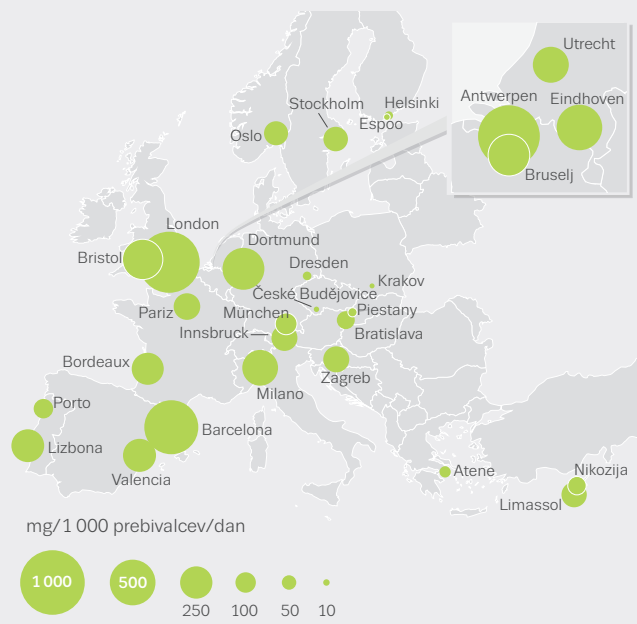 Utrecht
Antwerpen
Eindhoven
Bruselj
Stockholm
Helsinki
Espoo
Oslo
London
Bristol
Dortmund
Dresden
Krakov
České Budějovice
Pariz
München
Piestany
Innsbruck
Bratislava
Bordeaux
Zagreb
Milano
Porto
Barcelona
Lizbona
Valencia
Atene
Nikozija
Limassol
mg/1 000 prebivalcev/dan
1 000
500
250
100
50
10